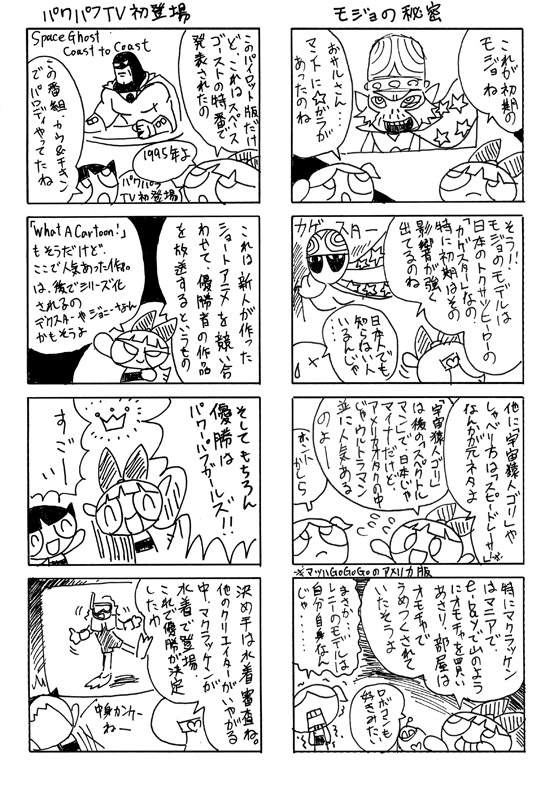 モジョの秘密
これが初期の
モジョね
おサルさん…
マントに☆ガラが
あったのね
そう!!
モジョのモデルは
日本のトクサツヒーローの
「カゲスター」なの!
特に初期はその
影響が強く
出てるのね
カゲスター
日本人でも
知らない人
いるんじゃ
……
他に「宇宙猿人ゴリ」や
しゃべり方は「スピードレーサー」※
なんかが元ネタよ
「宇宙猿人ゴリ」
は後の「スペクトル
マン」で日本じゃ
マイナーだけど、
アメリカオタクの中
じゃウルトラマン
並に人気ある
のよー
ホントかしら
※マッハGoGoGoのアメリカ版
特にマクラッケン
はマニアで、
e-bayで山のよう
にオモチャを買い
あさり、部屋は
オモチャで
うめつくされて
いたそうよ
まさか…
レニーのモデルは
自分自身なん
じゃ…
ロボコンも
好きみたい
パワパフTV初登場
このパイロット版だけ
ど、これはスペース
ゴーストの特番で
発表されたの
Space Ghost
Coast to Coast
1995年よ
パワパフ
TV初登場
この番組、カウ&チキン
でパロディやってたね
これは新人が作った
ショートアニメを競い合
わせて、優勝者の作品
を放送するというもの
「What A Cartoon!」
もそうだけど、
ここで人気あった作品
は、後でシリーズ化
されるの
デクスターやジョニーなん
かもそうよ
そしてもちろん
優勝は
パワーパフガールズ!!
すごーー
決め手は水着審査ね。
他のクリエイターがいやがる
中、マクラッケンが
水着で登場
これで優勝が決定
したわ
中身カンケー
ねー